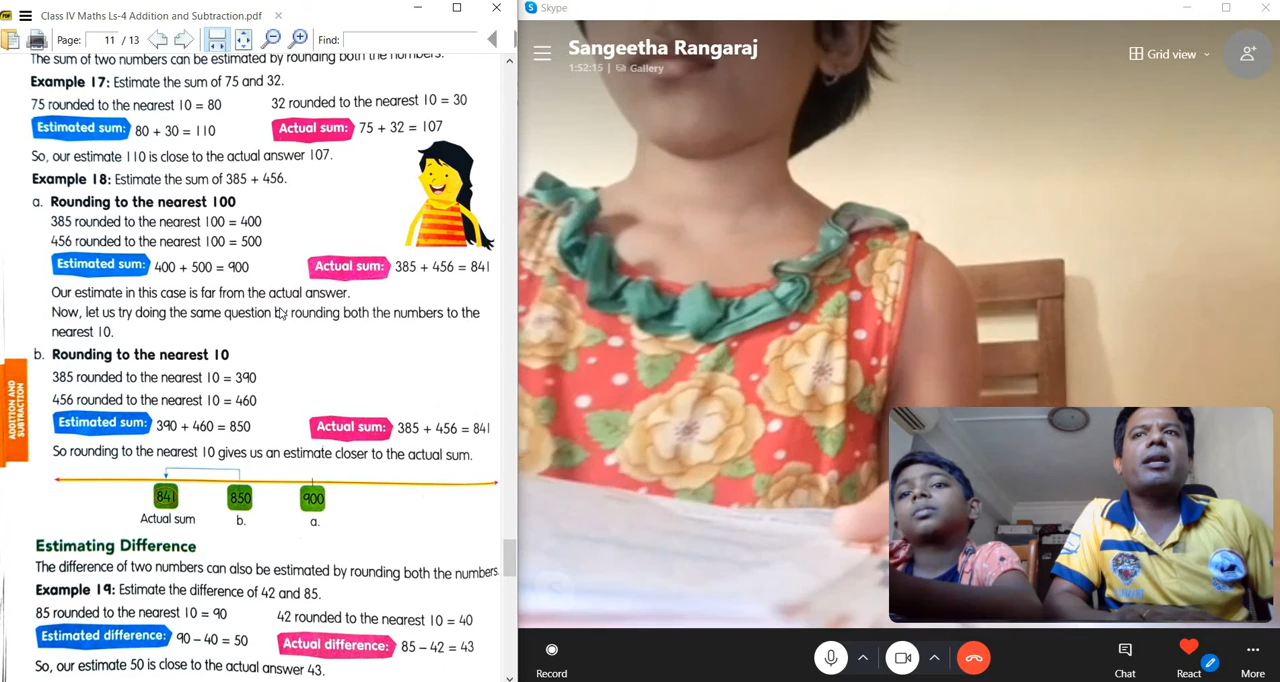 Class IV Maths Ls-4 Addition and Subtraction.pdf
Page: 11 / 13
Find:
The sum of two numbers can be estimated by rounding both the numbers.
Example 17: Estimate the sum of 75 and 32.
75 rounded to the nearest 10 = 80
32 rounded to the nearest 10 = 30
Estimated sum: 80 + 30 = 110
Actual sum: 75 + 32 = 107
So, our estimate 110 is close to the actual answer 107.
Example 18: Estimate the sum of 385 + 456.
a. Rounding to the nearest 100
385 rounded to the nearest 100 = 400
456 rounded to the nearest 100 = 500
Estimated sum: 400 + 500 = 900
Actual sum: 385 + 456 = 841
Our estimate in this case is far from the actual answer.
Now, let us try doing the same question by rounding both the numbers to the
nearest 10.
b. Rounding to the nearest 10
385 rounded to the nearest 10 = 390
456 rounded to the nearest 10 = 460
Estimated sum: 390 + 460 = 850
Actual sum: 385 + 456 = 841
So rounding to the nearest 10 gives us an estimate closer to the actual sum.
841 850 900
Actual sum b. a.
Estimating Difference
The difference of two numbers can also be estimated by rounding both the numbers.
Example 19: Estimate the difference of 42 and 85.
85 rounded to the nearest 10 = 90
42 rounded to the nearest 10 = 40
Estimated difference: 90 – 40 = 50
Actual difference: 85 – 42 = 43
So, our estimate 50 is close to the actual answer 43.
ADDITION AND
SUBTRACTION
Skype
Sangeetha Rangaraj
1:52:15 | Gallery
Grid view
Record
Chat
React
More